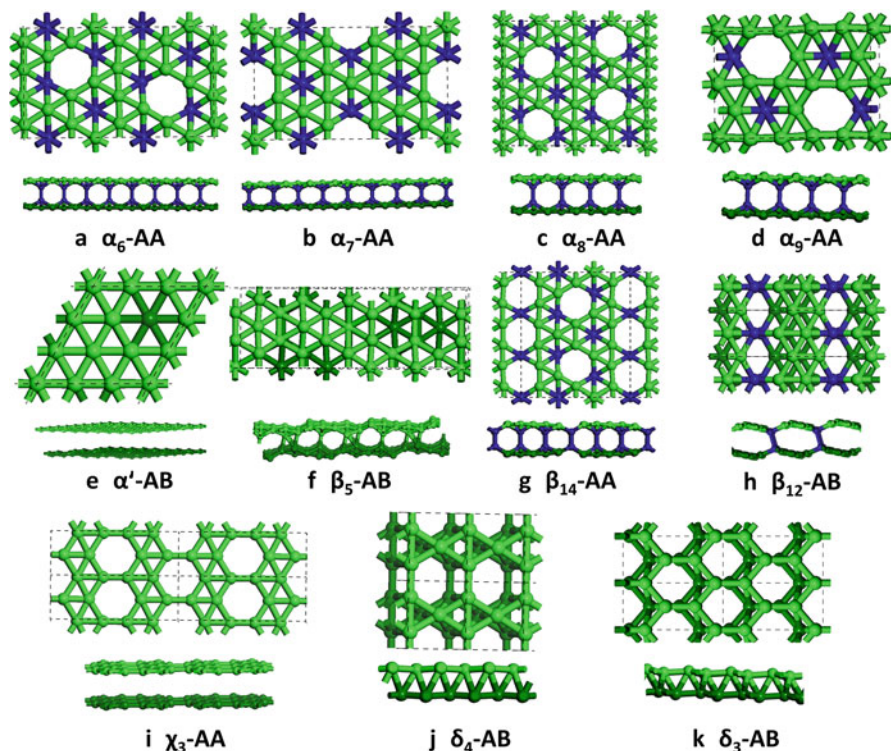 a α₆-AA
b α₇-AA
c α₈-AA
d α₉-AA
e α'-AB
f β₅-AB
g β₁₄-AA
h β₁₂-AB
i χ₃-AA
j δ₄-AB
k δ₃-AB